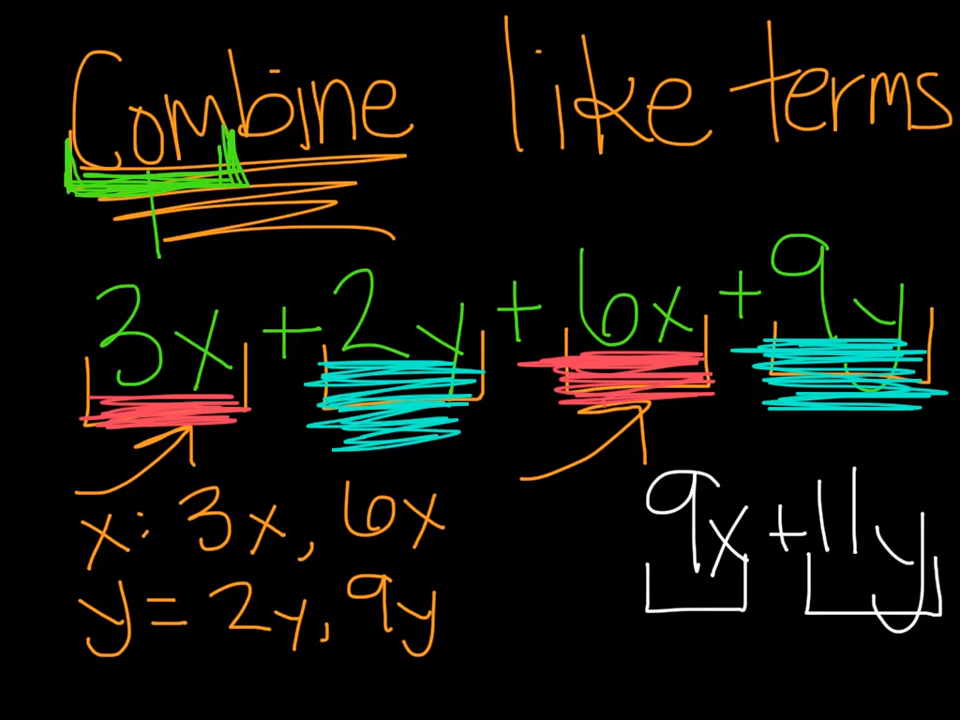 Combine like terms
3x + 2y + 6x + 9y
x: 3x, 6x
9x + 11y
y = 2y, 9y